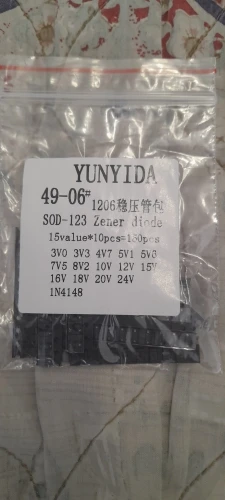 YUNYIDA
49-06# 1206稳压管包
SOD-123 Zener diode
15value*10pcs=150pcs
3V0 3V3 4V7 5V1 5V6
7V5 8V2 10V 12V 15V
16V 18V 20V 24V
1N4148